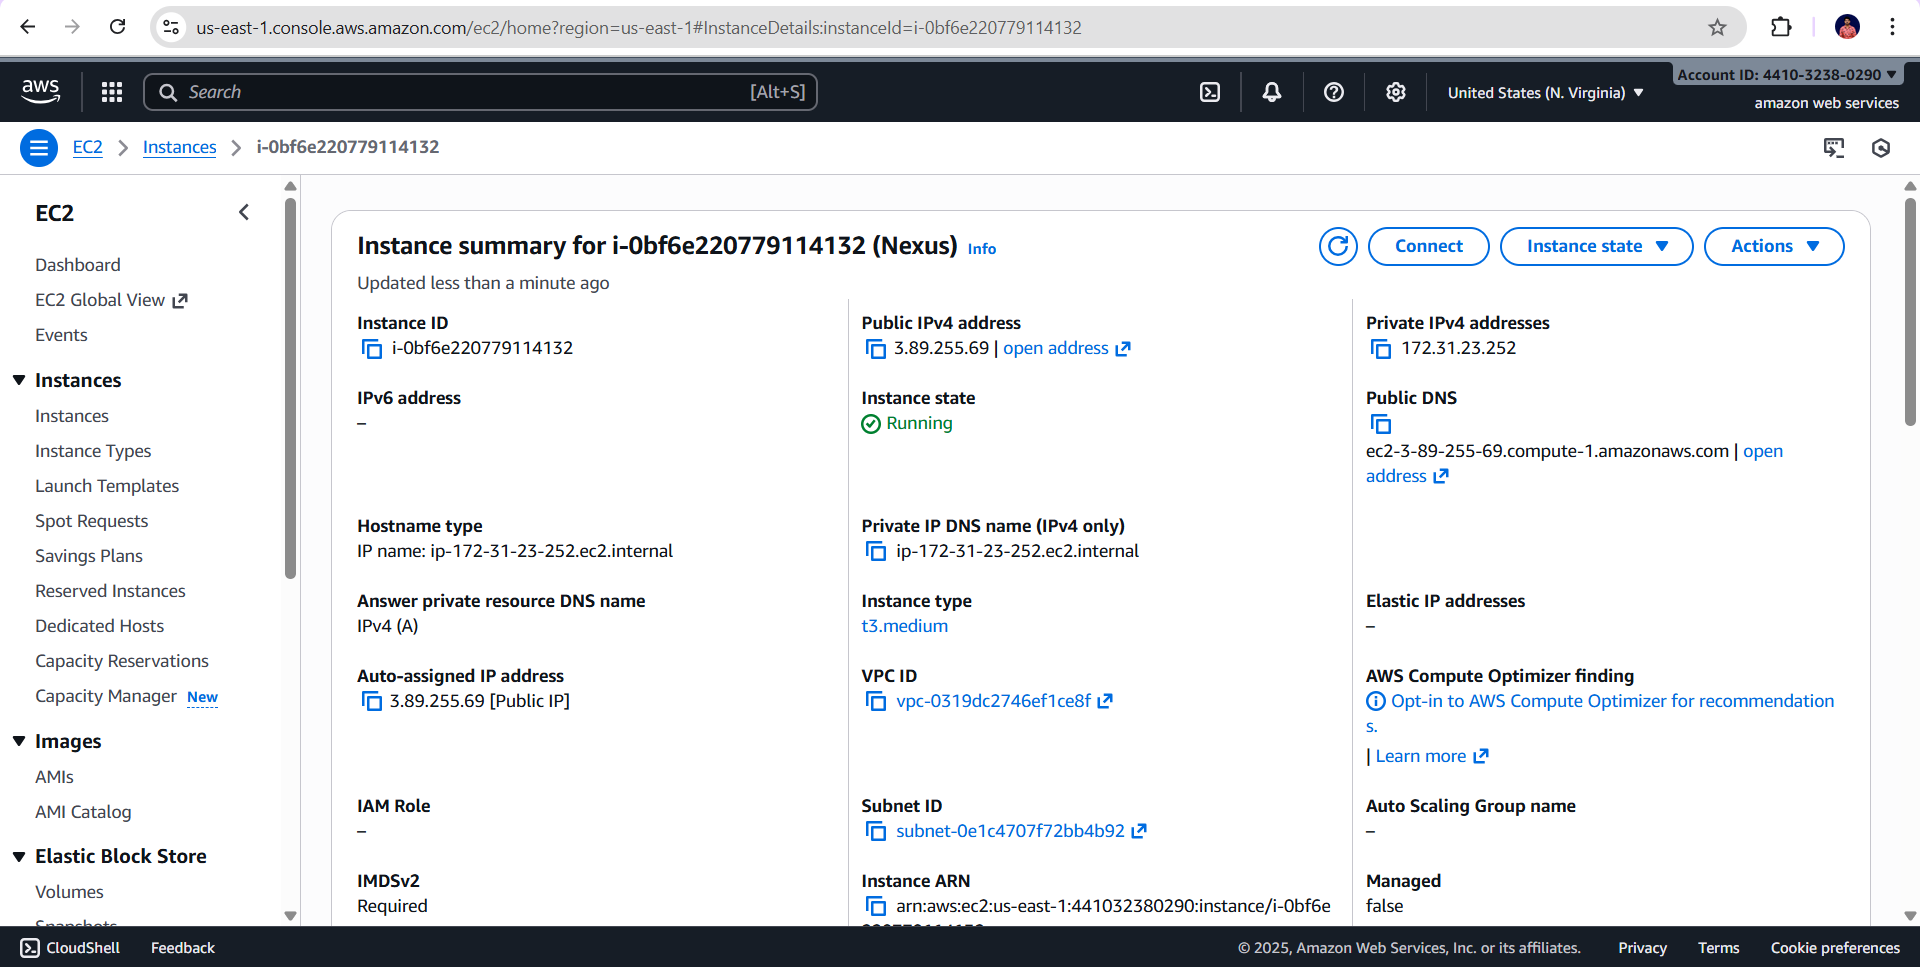 us-east-1.console.aws.amazon.com/ec2/home?region=us-east-1#InstanceDetails:instanceId=i-0bf6e220779114132
aws
Search
[Alt+S]
United States (N. Virginia)
Account ID: 4410-3238-0290
amazon web services
EC2
Instances
i-0bf6e220779114132
EC2
Dashboard
EC2 Global View
Events
Instances
Instances
Instance Types
Launch Templates
Spot Requests
Savings Plans
Reserved Instances
Dedicated Hosts
Capacity Reservations
Capacity Manager New
Images
AMIs
AMI Catalog
Elastic Block Store
Volumes
Snapshots
Instance summary for i-0bf6e220779114132 (Nexus) Info
Updated less than a minute ago
Connect
Instance state
Actions
Instance ID
i-0bf6e220779114132
Public IPv4 address
3.89.255.69 | open address
Private IPv4 addresses
172.31.23.252
IPv6 address
–
Instance state
Running
Public DNS
ec2-3-89-255-69.compute-1.amazonaws.com | open
address
Hostname type
IP name: ip-172-31-23-252.ec2.internal
Private IP DNS name (IPv4 only)
ip-172-31-23-252.ec2.internal
Answer private resource DNS name
IPv4 (A)
Instance type
t3.medium
Elastic IP addresses
–
Auto-assigned IP address
3.89.255.69 [Public IP]
VPC ID
vpc-0319dc2746ef1ce8f
AWS Compute Optimizer finding
Opt-in to AWS Compute Optimizer for recommendation
s.
| Learn more
IAM Role
–
Subnet ID
subnet-0e1c4707f72bb4b92
Auto Scaling Group name
–
IMDSv2
Required
Instance ARN
arn:aws:ec2:us-east-1:441032380290:instance/i-0bf6e
Managed
false
CloudShell
Feedback
© 2025, Amazon Web Services, Inc. or its affiliates.
Privacy
Terms
Cookie preferences